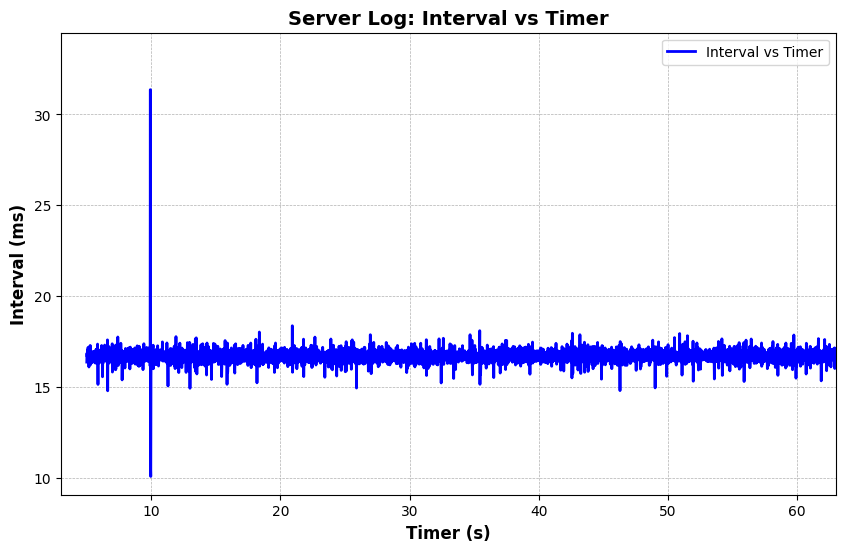 Server Log: Interval vs Timer
Interval vs Timer
30
25
20
15
10
Interval (ms)
10 20 30 40 50 60
Timer (s)